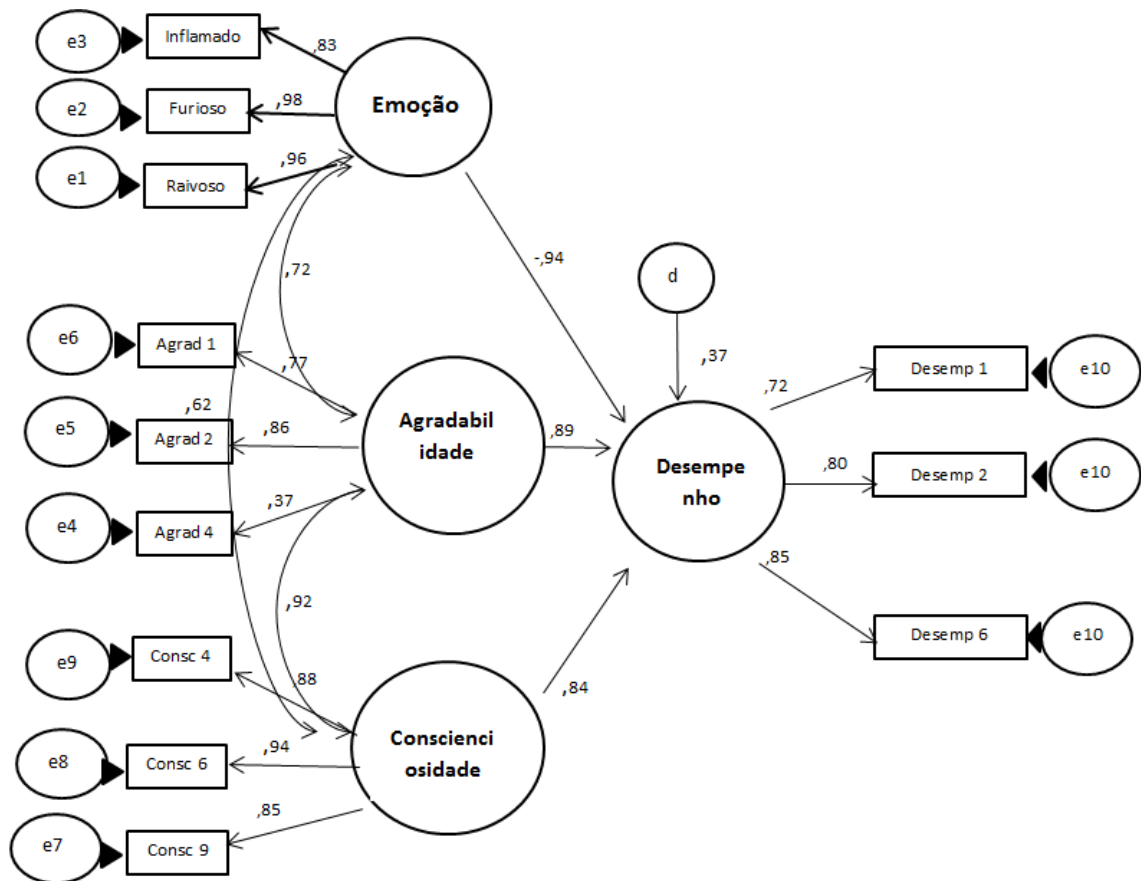 e3
Inflamado
,83
Emoção
e2
Furioso
,98
e1
Raivoso
,96
,72
-,94
d
,37
e6
Agrad 1
,77
,62
e5
Agrad 2
,86
Agradabil
idade
,89
e4
Agrad 4
,37
Desempe
nho
,72
Desemp 1
e10
,80
Desemp 2
e10
,85
Desemp 6
e10
,92
e9
Consc 4
,88
,84
e8
Consc 6
,94
Conscienci
osidade
e7
Consc 9
,85